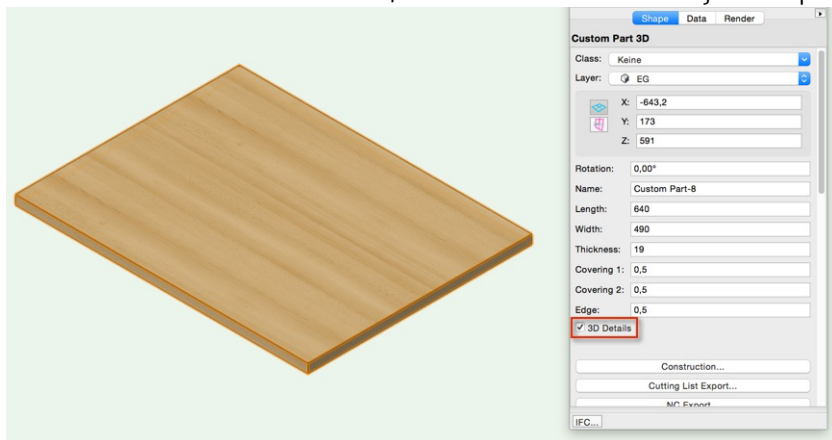 Shape Data Render
Custom Part 3D
Class: Keine
Layer: EG
X: -643,2
Y: 173
Z: 591
Rotation: 0,00°
Name: Custom Part-8
Length: 640
Width: 490
Thickness: 19
Covering 1: 0,5
Covering 2: 0,5
Edge: 0,5
3D Details
Construction...
Cutting List Export...
NC Export
IFC...